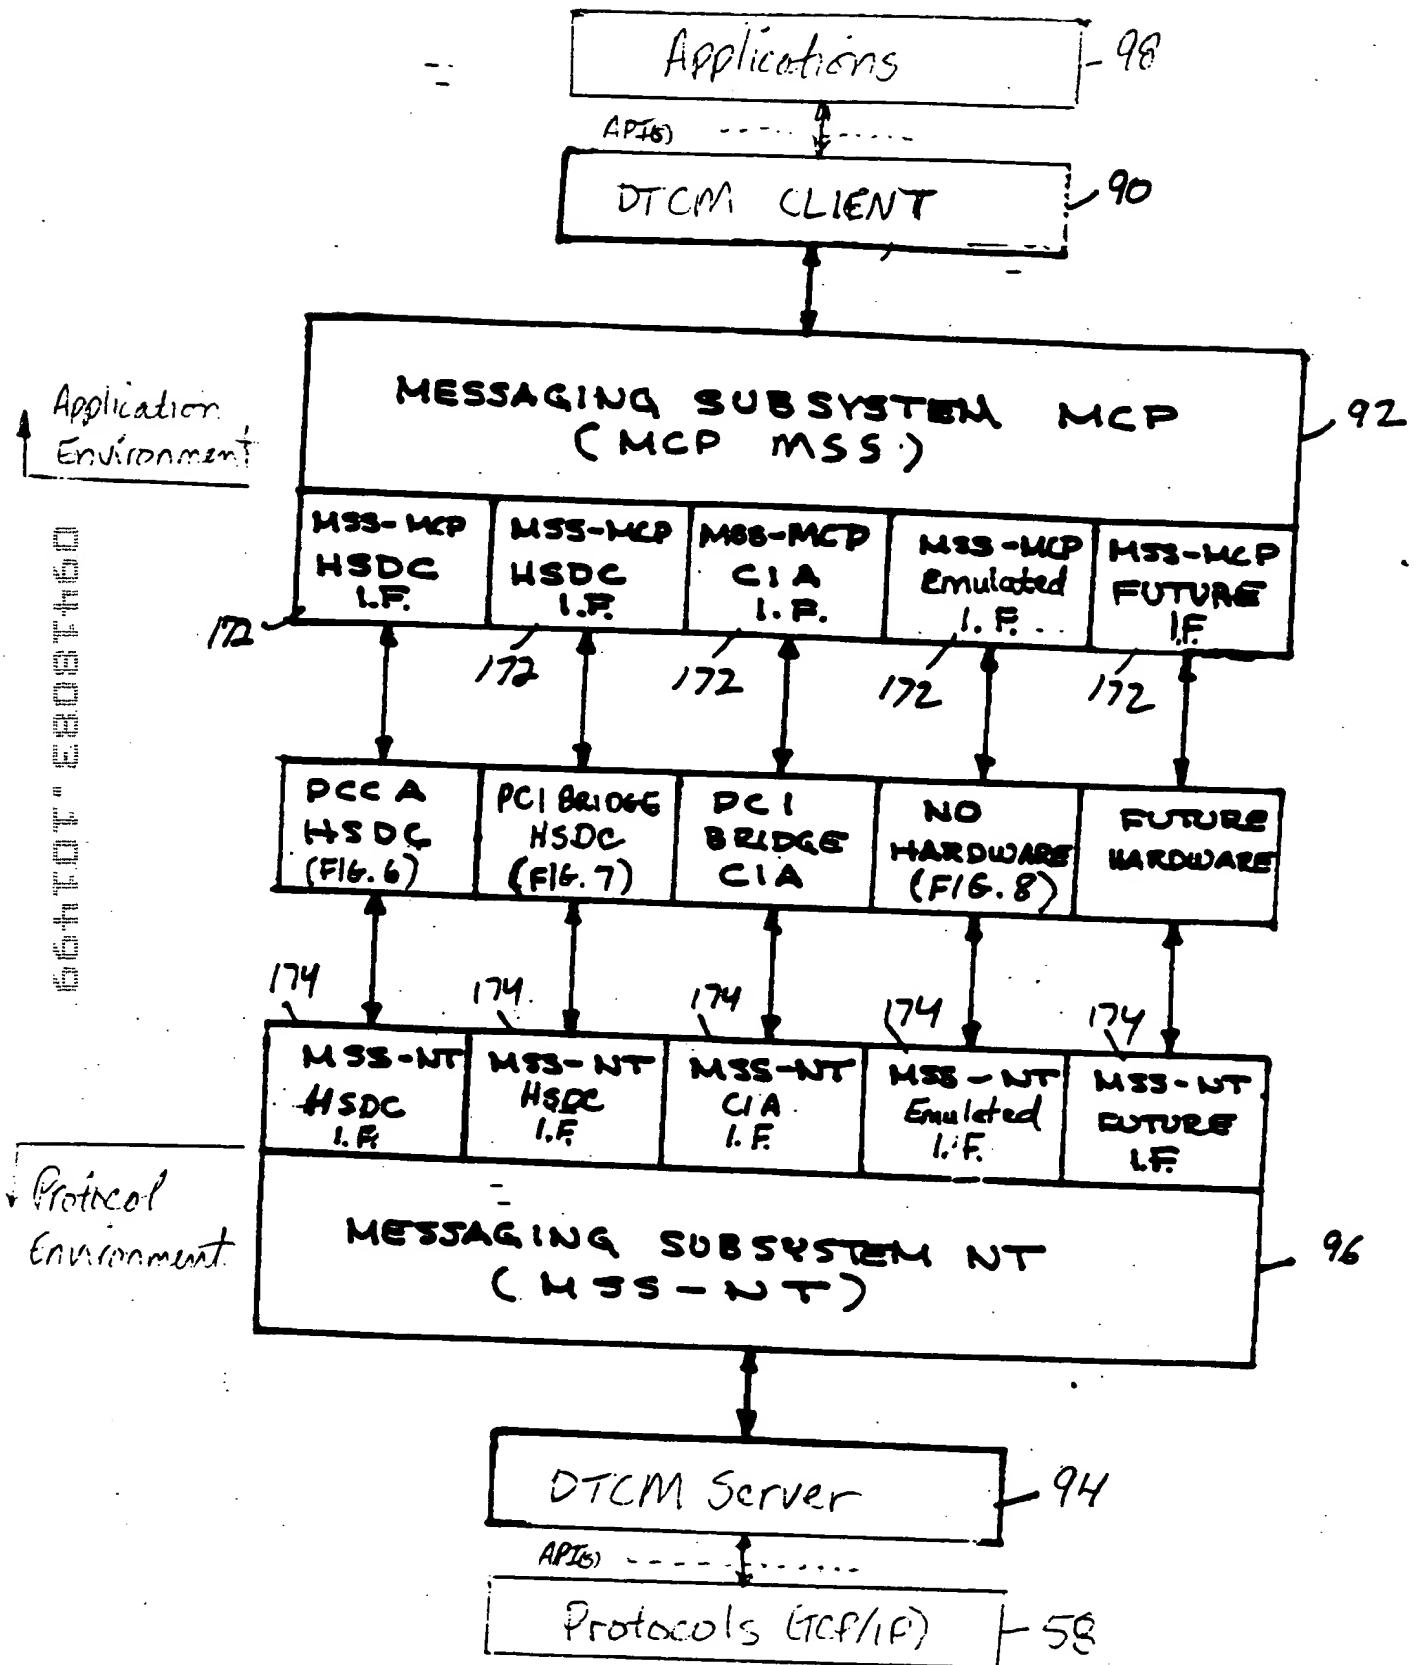 Applications
98
API(s)
DTCM CLIENT
90
MESSAGING SUBSYSTEM MCP
(MCP MSS)
92
Application
Environment
MSS-MCP
HSDC
I.F.
MSS-MCP
HSDC
I.F.
MSS-MCP
CIA
I.F.
MSS-MCP
Emulated
I.F.
MSS-MCP
FUTURE
I.F.
172
172
172
172
172
PCCA
HSDC
(FIG. 6)
PCI BRIDGE
HSDC
(FIG. 7)
PCI
BRIDGE
CIA
NO
HARDWARE
(FIG. 8)
FUTURE
HARDWARE
174
174
174
174
174
MSS-NT
HSDC
I.F.
MSS-NT
HSDC
I.F.
MSS-NT
CIA
I.F.
MSS-NT
Emulated
I.F.
MSS-NT
FUTURE
I.F.
Protocol
Environment
MESSAGING SUBSYSTEM NT
(MSS-NT)
96
DTCM Server
94
API(s)
Protocols (TCP/IP)
58